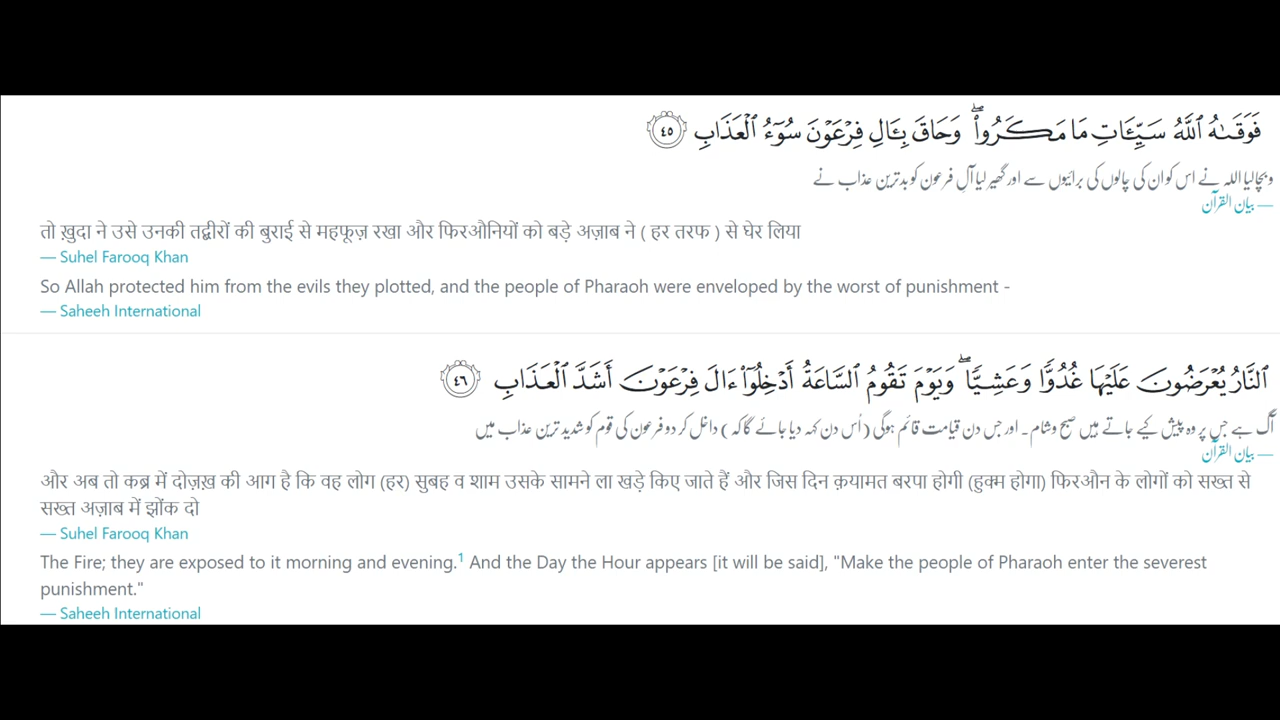 فَوَقَىٰهُ ٱللَّهُ سَيِّـَٔاتِ مَا مَكَرُوا۟ ۖ وَحَاقَ بِـَٔالِ فِرْعَوْنَ سُوٓءُ ٱلْعَذَابِ ٤٥
و بچالیا اللہ نے اس کو ان کی چالوں کی برائیوں سے اور گھیر لیا آلِ فرعون کو بدترین عذاب نے
— بیان القرآن
तो ख़ुदा ने उसे उनकी तद्बीरों की बुराई से महफूज़ रखा और फिरऔनियों को बड़े अज़ाब ने ( हर तरफ ) से घेर लिया
— Suhel Farooq Khan
So Allah protected him from the evils they plotted, and the people of Pharaoh were enveloped by the worst of punishment -
— Saheeh International
ٱلنَّارُ يُعْرَضُونَ عَلَيْهَا غُدُوًّا وَعَشِيًّا ۖ وَيَوْمَ تَقُومُ ٱلسَّاعَةُ أَدْخِلُوٓا۟ ءَالَ فِرْعَوْنَ أَشَدَّ ٱلْعَذَابِ ٤٦
آگ ہے جس پر وہ پیش کیے جاتے ہیں صبح و شام۔ اور جس دن قیامت قائم ہوگی (اُس دن کہہ دیا جائے گا کہ) داخل کر دو فرعون کی قوم کو شدید ترین عذاب میں
— بیان القرآن
और अब तो कब्र में दोज़ख़ की आग है कि वह लोग (हर) सुबह व शाम उसके सामने ला खड़े किए जाते हैं और जिस दिन क़यामत बरपा होगी (हुक्म होगा) फिरऔन के लोगों को सख्त से
सख्त अज़ाब में झोंक दो
— Suhel Farooq Khan
The Fire; they are exposed to it morning and evening.1 And the Day the Hour appears [it will be said], "Make the people of Pharaoh enter the severest
punishment."
— Saheeh International